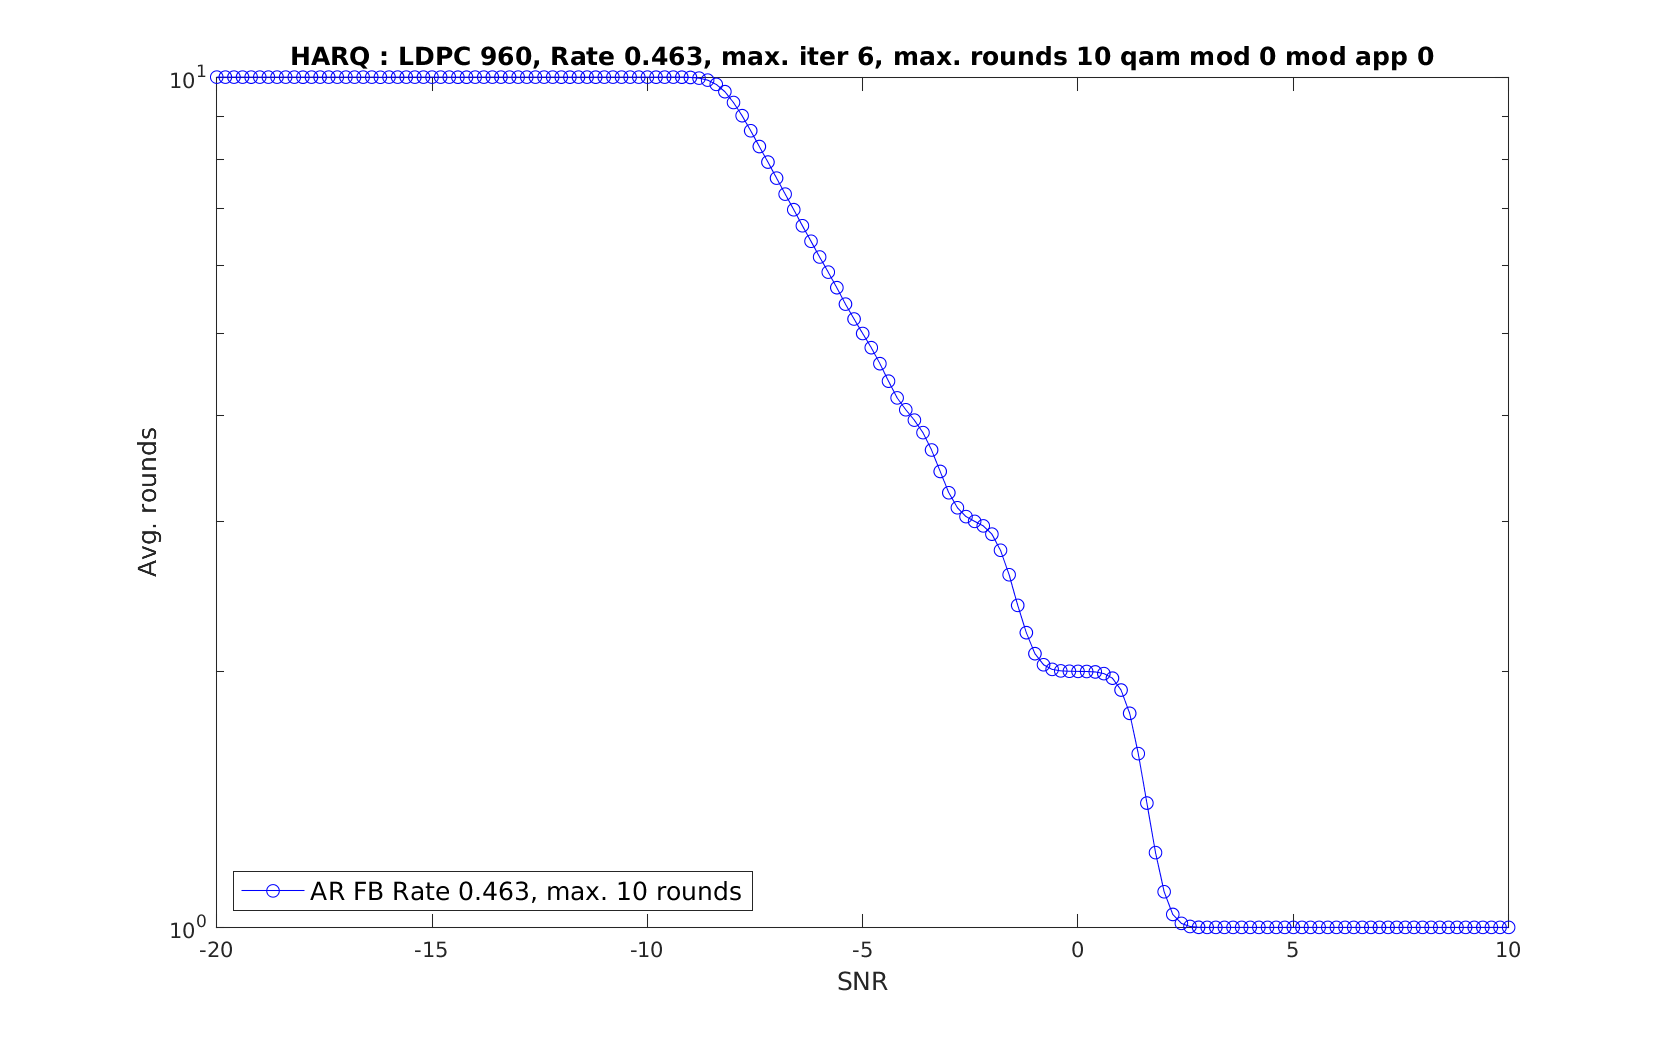 HARQ : LDPC 960, Rate 0.463, max. iter 6, max. rounds 10 qam mod 0 mod app 0
10^1
Avg. rounds
AR FB Rate 0.463, max. 10 rounds
10^0
-20 -15 -10 -5 0 5 10
SNR